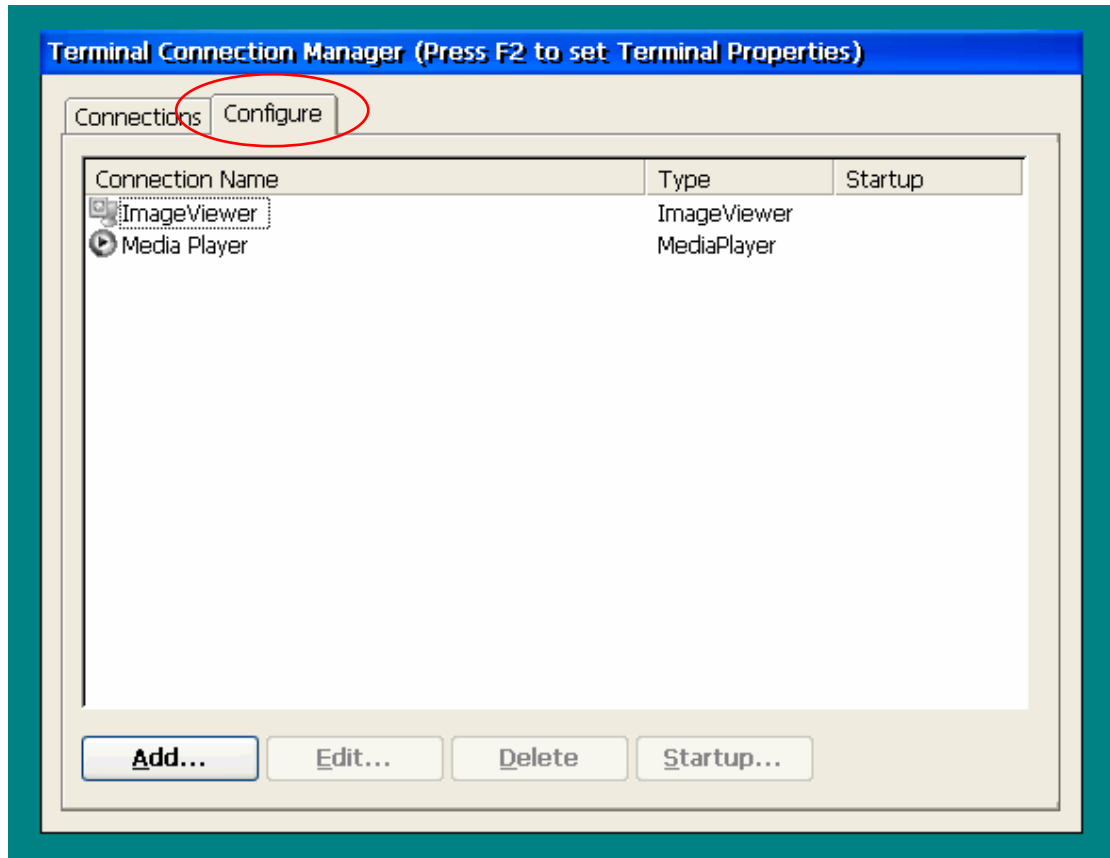 Terminal Connection Manager (Press F2 to set Terminal Properties)
Connections Configure
Connection Name Type Startup
ImageViewer ImageViewer
Media Player MediaPlayer
Add... Edit... Delete Startup...